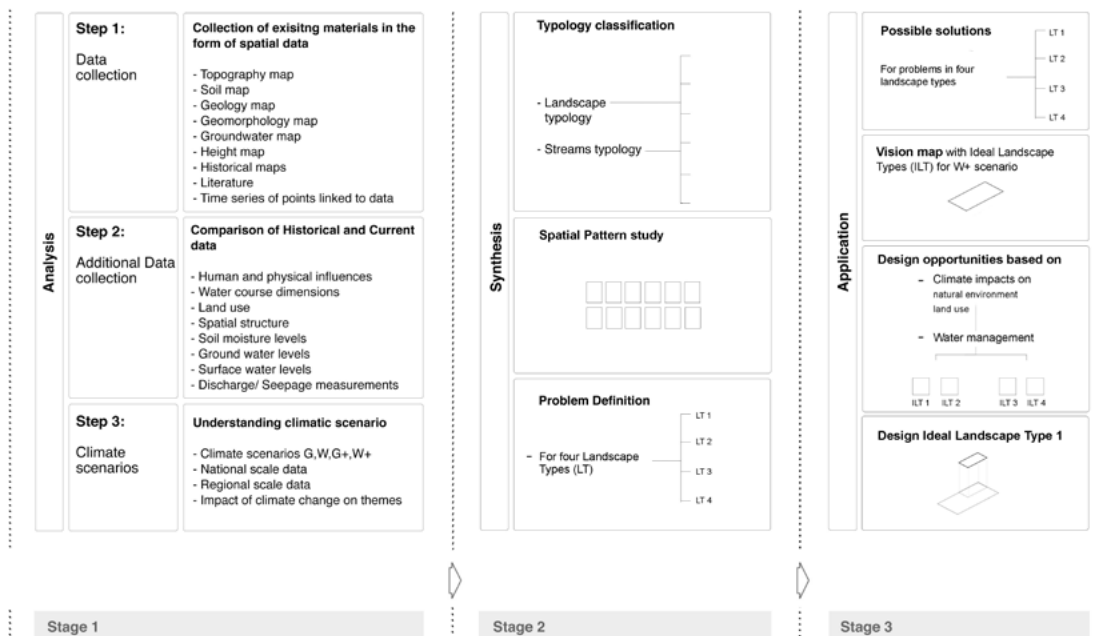 Analysis
Step 1:
Data
collection
Collection of exisitng materials in the
form of spatial data
- Topography map
- Soil map
- Geology map
- Geomorphology map
- Groundwater map
- Height map
- Historical maps
- Literature
- Time series of points linked to data
Step 2:
Additional Data
collection
Comparison of Historical and Current
data
- Human and physical influences
- Water course dimensions
- Land use
- Spatial structure
- Soil moisture levels
- Ground water levels
- Surface water levels
- Discharge/ Seepage measurements
Step 3:
Climate
scenarios
Understanding climatic scenario
- Climate scenarios G,W,G+,W+
- National scale data
- Regional scale data
- Impact of climate change on themes
Stage 1
Synthesis
Typology classification
- Landscape
typology
- Streams typology
Spatial Pattern study
Problem Definition
- For four Landscape
Types (LT)
LT 1
LT 2
LT 3
LT 4
Stage 2
Application
Possible solutions
For problems in four
landscape types
LT 1
LT 2
LT 3
LT 4
Vision map with Ideal Landscape
Types (ILT) for W+ scenario
Design opportunities based on
- Climate impacts on
natural environment
land use
- Water management
ILT 1 ILT 2 ILT 3 ILT 4
Design Ideal Landscape Type 1
Stage 3